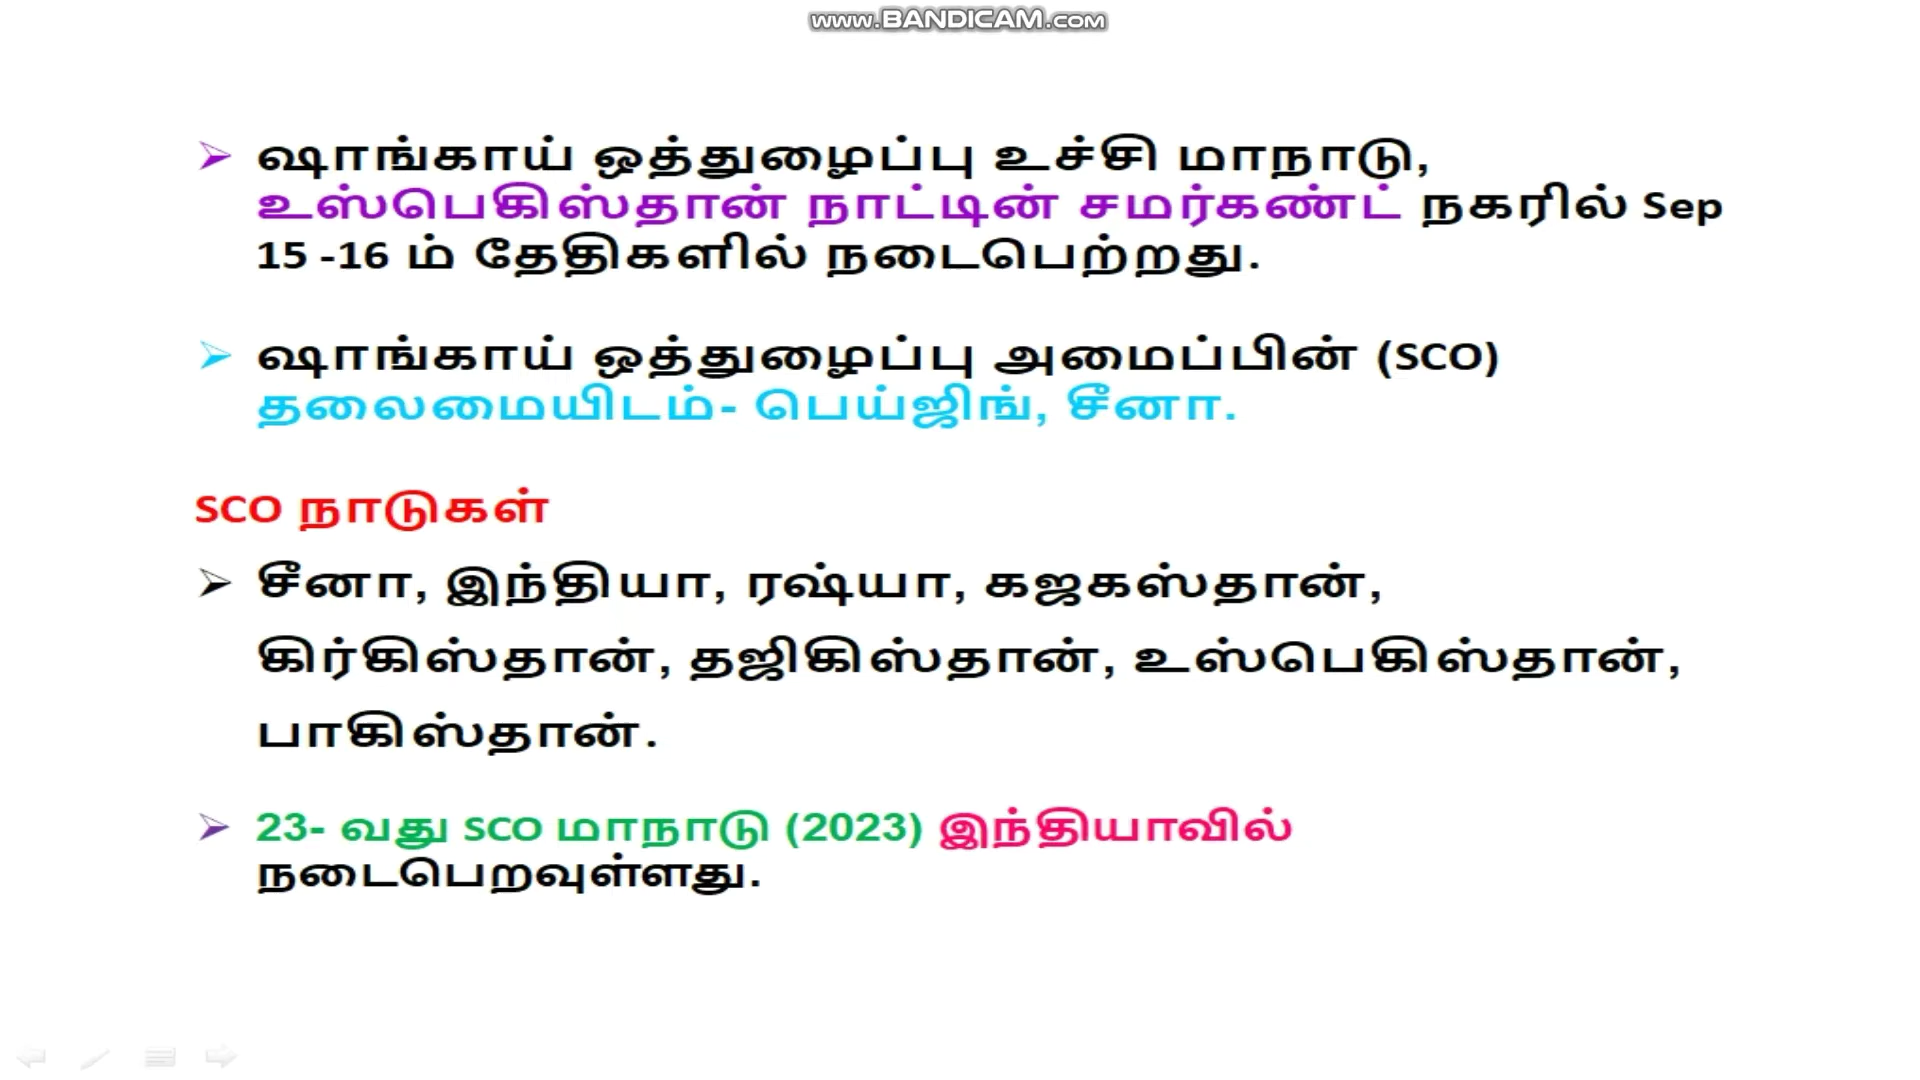 www.BANDICAM.com
ஷாங்காய் ஒத்துழைப்பு உச்சி மாநாடு,
உஸ்பெகிஸ்தான் நாட்டின் சமர்கண்ட் நகரில் Sep
15 -16 ம் தேதிகளில் நடைபெற்றது.
ஷாங்காய் ஒத்துழைப்பு அமைப்பின் (SCO)
தலைமையிடம்- பெய்ஜிங், சீனா.
SCO நாடுகள்
சீனா, இந்தியா, ரஷ்யா, கஜகஸ்தான்,
கிர்கிஸ்தான், தஜிகிஸ்தான், உஸ்பெகிஸ்தான்,
பாகிஸ்தான்.
23- வது SCO மாநாடு (2023) இந்தியாவில்
நடைபெறவுள்ளது.